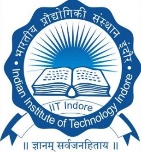 भारतीय प्रौद्योगिकी संस्थान इंदौर
IIT Indore
Indian Institute of Technology Indore
॥ ज्ञानम् सर्वजनहिताय ॥